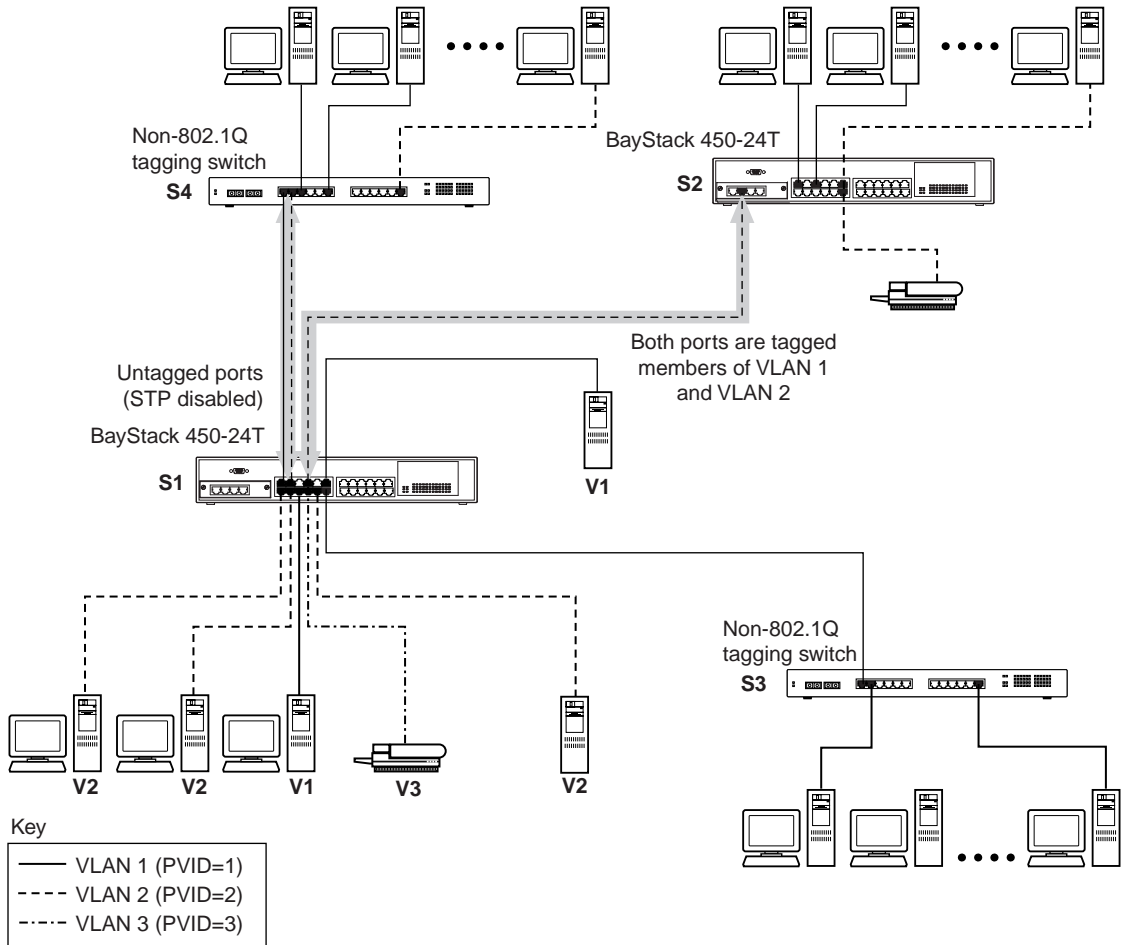 Non-802.1Q
tagging switch
S4
BayStack 450-24T
S2
Both ports are tagged
members of VLAN 1
and VLAN 2
Untagged ports
(STP disabled)
BayStack 450-24T
S1
V1
Non-802.1Q
tagging switch
S3
V2
V2
V1
V3
V2
Key
VLAN 1 (PVID=1)
VLAN 2 (PVID=2)
VLAN 3 (PVID=3)